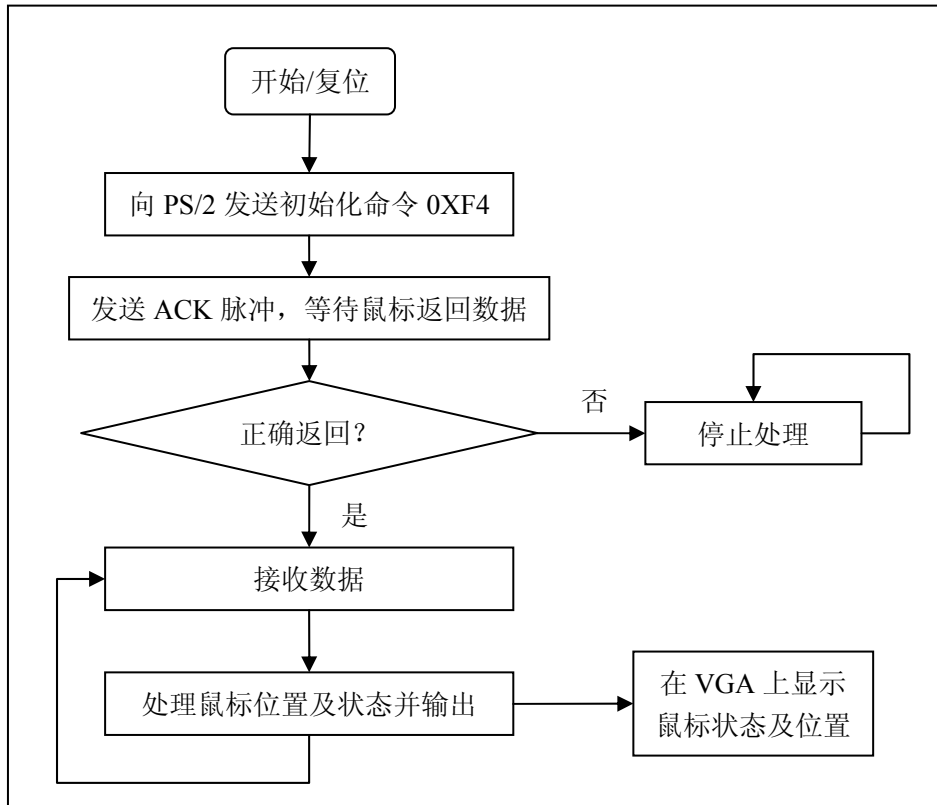 开始/复位
向 PS/2 发送初始化命令 0XF4
发送 ACK 脉冲，等待鼠标返回数据
正确返回？
否
停止处理
是
接收数据
处理鼠标位置及状态并输出
在 VGA 上显示
鼠标状态及位置